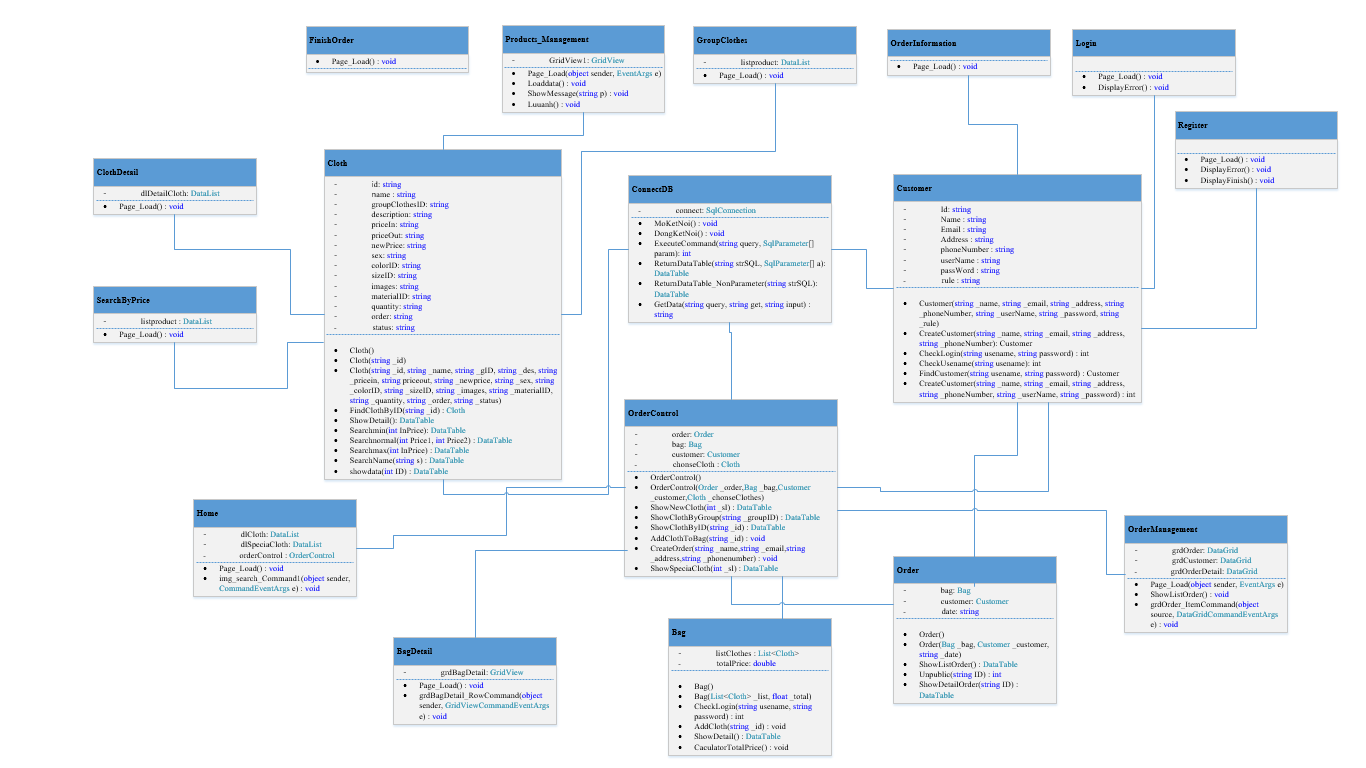 FinishOrder
Page_Load() : void
Products_Management
- GridView1: GridView
Page_Load(object sender, EventArgs e)
Loaddata() : void
ShowMessage(string p) : void
Luuanh() : void
GroupClothes
- listproduct: DataList
Page_Load() : void
OrderInformation
Page_Load() : void
Login
Page_Load() : void
DisplayError() : void
Register
Page_Load() : void
DisplayError() : void
DisplayFinish() : void
ClothDetail
- dlDetailCloth: DataList
Page_Load() : void
SearchByPrice
- listproduct : DataList
Page_Load() : void
Cloth
- id: string
- name : string
- groupClothesID: string
- description: string
- priceIn: string
- priceOut: string
- newPrice: string
- sex: string
- colorID: string
- sizeID: string
- images: string
- materialID: string
- quantity: string
- order: string
- status: string
Cloth()
Cloth(string _id)
Cloth(string _id, string _name, string _gID, string _des, string
_pricein, string priceout, string _newprice, string _sex, string
_colorID, string _sizeID, string _images, string _materialID,
string _quantity, string _order, string _status)
FindClothByID(string _id) : Cloth
ShowDetail(): DataTable
Searchmin(int InPrice): DataTable
Searchnormal(int Price1, int Price2) : DataTable
Searchmax(int InPrice) : DataTable
SearchName(string s) : DataTable
showdata(int ID) : DataTable
ConnectDB
- connect: SqlConnection
MoKetNoi() : void
DongKetNoi() : void
ExecuteCommand(string query, SqlParameter[]
param): int
ReturnDataTable(string strSQL, SqlParameter[] a):
DataTable
ReturnDataTable_NonParameter(string strSQL):
DataTable
GetData(string query, string get, string input) :
string
Customer
- Id: string
- Name : string
- Email : string
- Address : string
- phoneNumber : string
- userName : string
- passWord : string
- rule : string
Customer(string _name, string _email, string _address, string
_phoneNumber, string _userName, string _password, string
_rule)
CreateCustomer(string _name, string _email, string _address,
string _phoneNumber): Customer
CheckLogin(string usename, string password) : int
CheckUsename(string usename): int
FindCustomer(string usename, string password) : Customer
CreateCustomer(string _name, string _email, string _address,
string _phoneNumber, string _userName, string _password) : int
OrderControl
- order: Order
- bag: Bag
- customer: Customer
- chonseCloth : Cloth
OrderControl()
OrderControl(Order _order,Bag _bag,Customer
_customer,Cloth _chonseClothes)
ShowNewCloth(int _sl) : DataTable
ShowClothByGroup(string _groupID) : DataTable
ShowClothByID(string _id) : DataTable
AddClothToBag(string _id) : void
CreateOrder(string _name,string _email,string
_address,string _phonenumber) : void
ShowSpeciaCloth(int _sl) : DataTable
Home
- dlCloth: DataList
- dlSpeciaCloth: DataList
- orderControl : OrderControl
Page_Load() : void
img_search_Command1(object sender,
CommandEventArgs e) : void
OrderManagement
- grdOrder: DataGrid
- grdCustomer: DataGrid
- grdOrderDetail: DataGrid
Page_Load(object sender, EventArgs e)
ShowListOrder() : void
grdOrder_ItemCommand(object
source, DataGridCommandEventArgs
e) : void
Order
- bag: Bag
- customer: Customer
- date: string
Order()
Order(Bag _bag, Customer _customer,
string _date)
ShowListOrder() : DataTable
Unpublic(string ID) : int
ShowDetailOrder(string ID) :
DataTable
BagDetail
- grdBagDetail: GridView
Page_Load() : void
grdBagDetail_RowCommand(object
sender, GridViewCommandEventArgs
e) : void
Bag
- listClothes : List<Cloth>
- totalPrice: double
Bag()
Bag(List<Cloth> _list, float _total)
CheckLogin(string usename, string
password) : int
AddCloth(string _id) : void
ShowDetail() : DataTable
CaculatorTotalPrice() : void